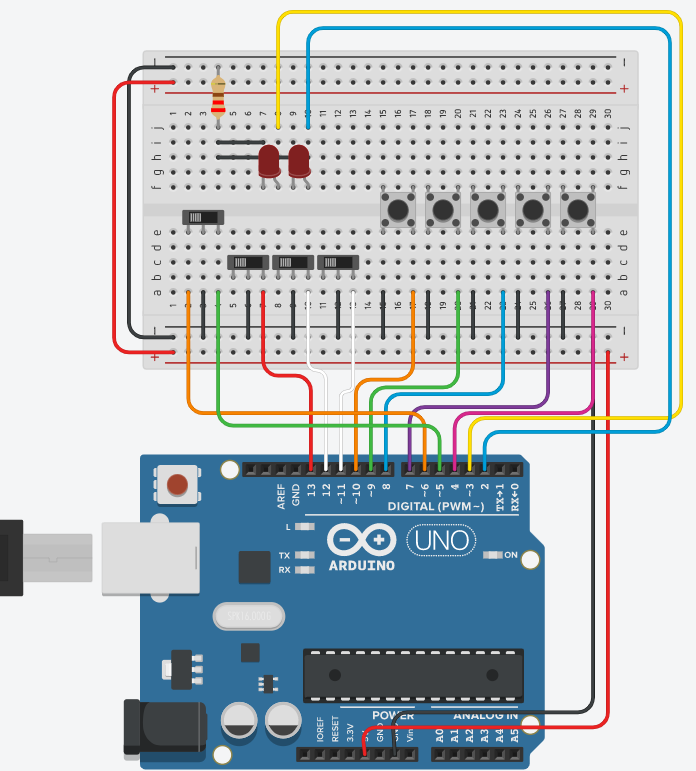 − −
+ +
1 2 3 4 5 6 7 8 9 10 11 12 13 14 15 16 17 18 19 20 21 22 23 24 25 26 27 28 29 30
j j
i i
h h
g g
f f
e e
d d
c c
b b
a a
1 2 3 5 6 7 8 9 10 11 12 14 15 16 17 18 19 20 21 22 23 24 25 26 27 28 29 30
− −
+ +
AREF
GND
13
12
~11
~10
~9
8
7
~6
~5
4
~3
2
TX→1
RX←0
DIGITAL (PWM~)
L
TX
RX
UNO
ON
ARDUINO
POWER
ANALOG IN
IOREF
RESET
3.3V
GND
Vin
A0
A1
A2
A3
A4
A5